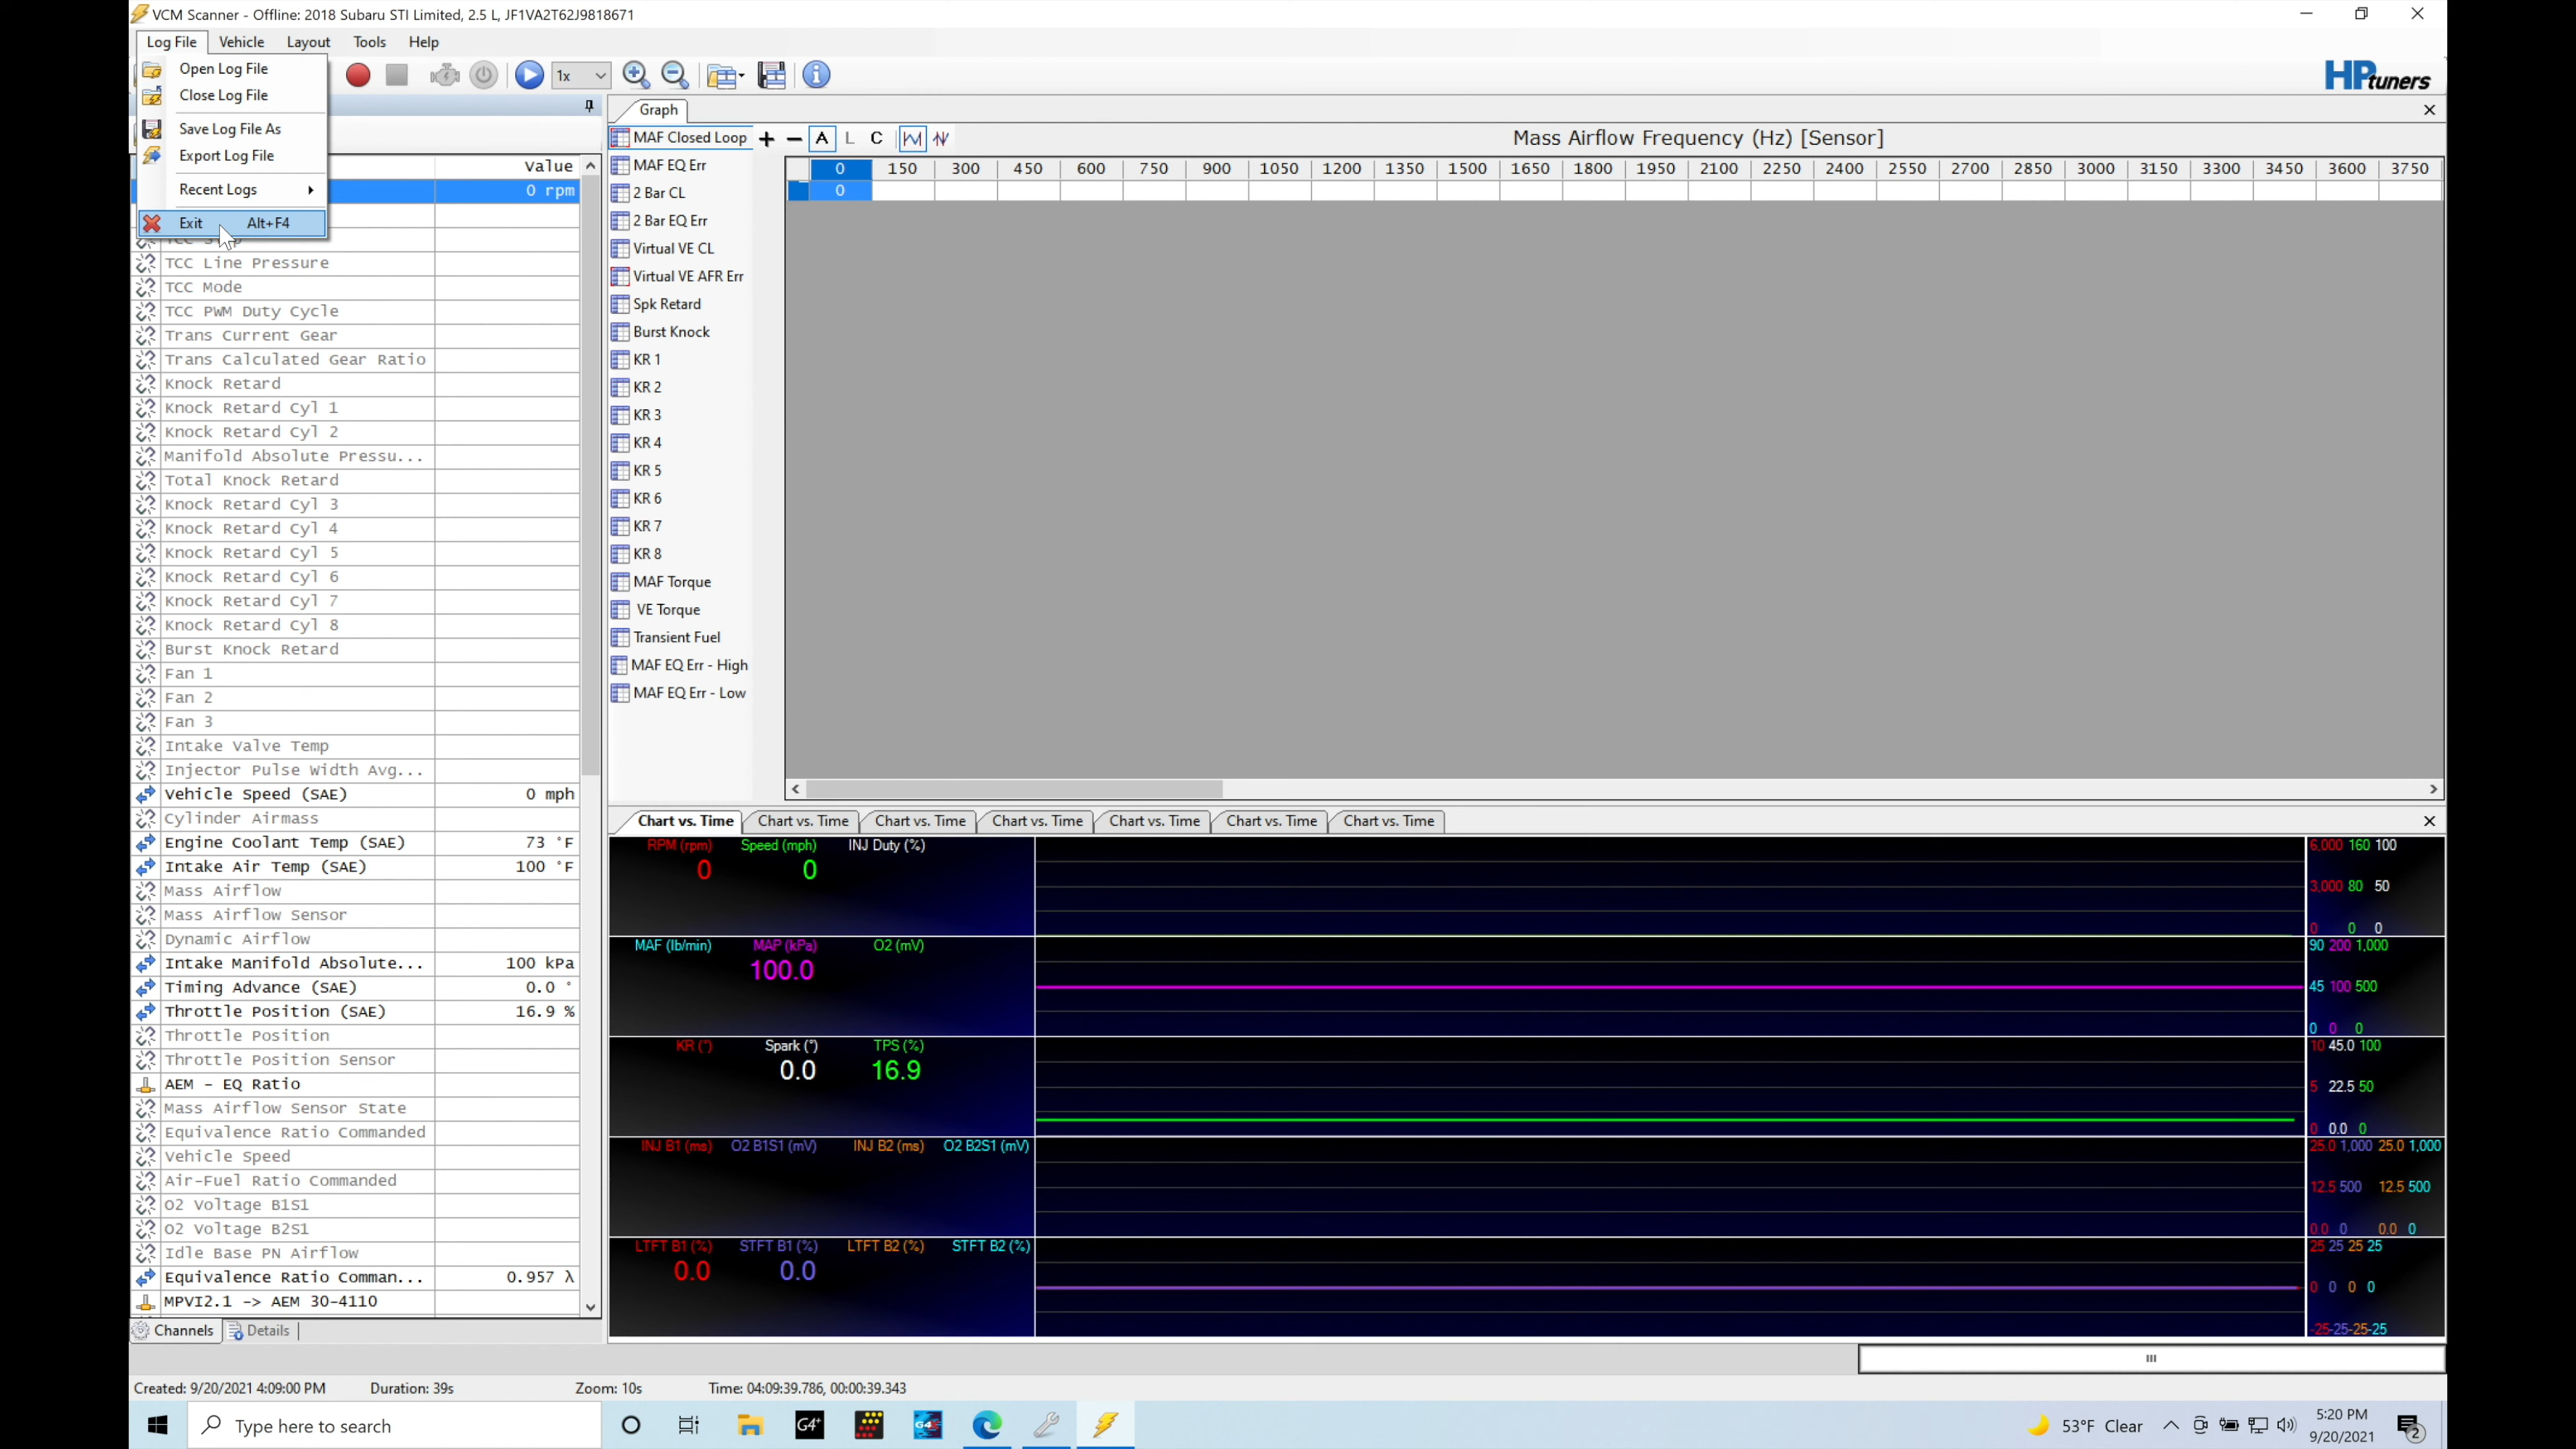 VCM Scanner - Offline: 2018 Subaru STI Limited, 2.5 L, JF1VA2T62J9818671
Log File Vehicle Layout Tools Help
Open Log File
Close Log File
Save Log File As
Export Log File
Recent Logs
Exit Alt+F4
1x
HPtuners
Value
0 rpm
TCC Line Pressure
TCC Mode
TCC PWM Duty Cycle
Trans Current Gear
Trans Calculated Gear Ratio
Knock Retard
Knock Retard Cyl 1
Knock Retard Cyl 2
Manifold Absolute Pressu...
Total Knock Retard
Knock Retard Cyl 3
Knock Retard Cyl 4
Knock Retard Cyl 5
Knock Retard Cyl 6
Knock Retard Cyl 7
Knock Retard Cyl 8
Burst Knock Retard
Fan 1
Fan 2
Fan 3
Intake Valve Temp
Injector Pulse Width Avg...
Vehicle Speed (SAE) 0 mph
Cylinder Airmass
Engine Coolant Temp (SAE) 73 °F
Intake Air Temp (SAE) 100 °F
Mass Airflow
Mass Airflow Sensor
Dynamic Airflow
Intake Manifold Absolute... 100 kPa
Timing Advance (SAE) 0.0 °
Throttle Position (SAE) 16.9 %
Throttle Position
Throttle Position Sensor
AEM - EQ Ratio
Mass Airflow Sensor State
Equivalence Ratio Commanded
Vehicle Speed
Air-Fuel Ratio Commanded
O2 Voltage B1S1
O2 Voltage B2S1
Idle Base PN Airflow
Equivalence Ratio Comman... 0.957 λ
MPVI2.1 -> AEM 30-4110
Channels Details
Graph
MAF Closed Loop
MAF EQ Err
2 Bar CL
2 Bar EQ Err
Virtual VE CL
Virtual VE AFR Err
Spk Retard
Burst Knock
KR 1
KR 2
KR 3
KR 4
KR 5
KR 6
KR 7
KR 8
MAF Torque
VE Torque
Transient Fuel
MAF EQ Err - High
MAF EQ Err - Low
A L C
Mass Airflow Frequency (Hz) [Sensor]
0 150 300 450 600 750 900 1050 1200 1350 1500 1650 1800 1950 2100 2250 2400 2550 2700 2850 3000 3150 3300 3450 3600 3750
0
Chart vs. Time Chart vs. Time Chart vs. Time Chart vs. Time Chart vs. Time Chart vs. Time Chart vs. Time
RPM (rpm) Speed (mph) INJ Duty (%)
0 0
6,000 160 100
3,000 80 50
0 0 0
MAF (lb/min) MAP (kPa) O2 (mV)
100.0
90 200 1,000
45 100 500
0 0 0
KR (°) Spark (°) TPS (%)
0.0 16.9
10 45.0 100
5 22.5 50
0 0.0 0
INJ B1 (ms) O2 B1S1 (mV) INJ B2 (ms) O2 B2S1 (mV)
25.0 1,000 25.0 1,000
12.5 500 12.5 500
0.0 0 0.0 0
LTFT B1 (%) STFT B1 (%) LTFT B2 (%) STFT B2 (%)
0.0 0.0
25 25 25 25
0 0 0 0
-25 -25 -25 -25
Created: 9/20/2021 4:09:00 PM Duration: 39s Zoom: 10s Time: 04:09:39.786, 00:00:39.343
Type here to search
G4+
53°F Clear
5:20 PM
9/20/2021
2